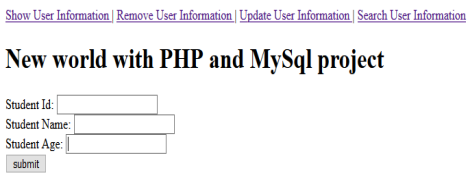 Show User Information | Remove User Information | Update User Information | Search User Information
New world with PHP and MySql project
Student Id:
Student Name:
Student Age:
submit